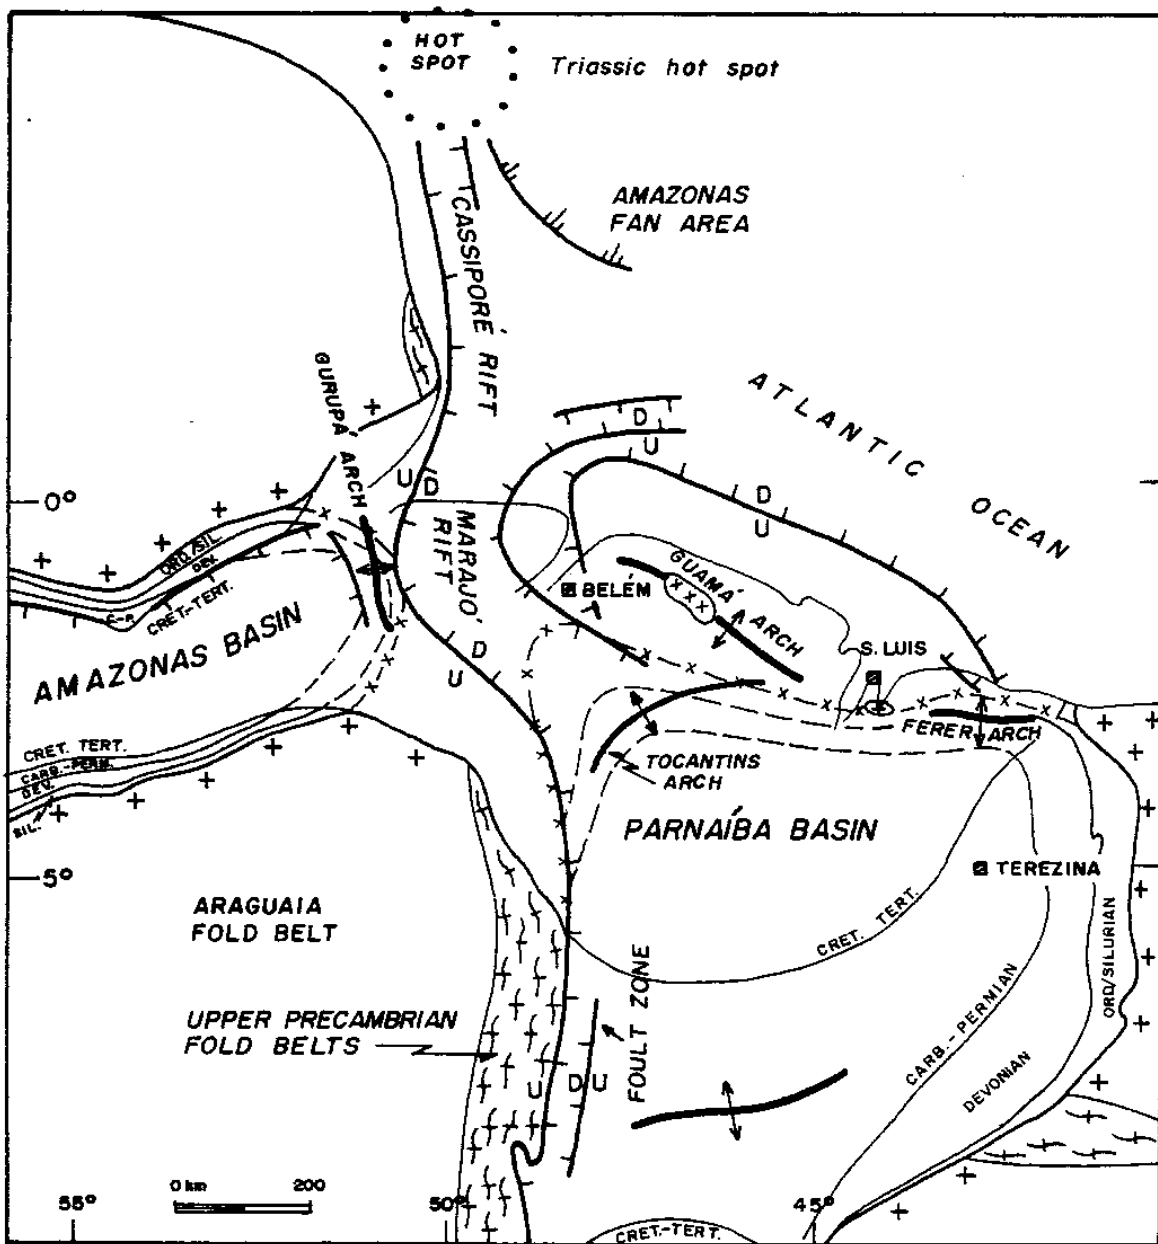 HOT
SPOT
Triassic hot spot
AMAZONAS
FAN AREA
CASSIPORÉ RIFT
GURUPÁ ARCH
ATLANTIC OCEAN
D
U
U
D
D
U
0°
ORD./SIL.
DEV.
CRET.-TERT.
MARAJÓ
RIFT
BELÉM
GUAMÁ ARCH
S. LUIS
AMAZONAS BASIN
D
U
FERER ARCH
TOCANTINS
ARCH
CRET. TERT.
CARB.-PERM.
DEV.
SIL.
PARNAÍBA BASIN
5°
TEREZINA
ARAGUAIA
FOLD BELT
CRET. TERT.
ORD/SILURIAN
FOULT ZONE
CARB.-PERMIAN
UPPER PRECAMBRIAN
FOLD BELTS
DEVONIAN
U
D
U
55°
0 km 200
50°
45°
CRET.-TERT.